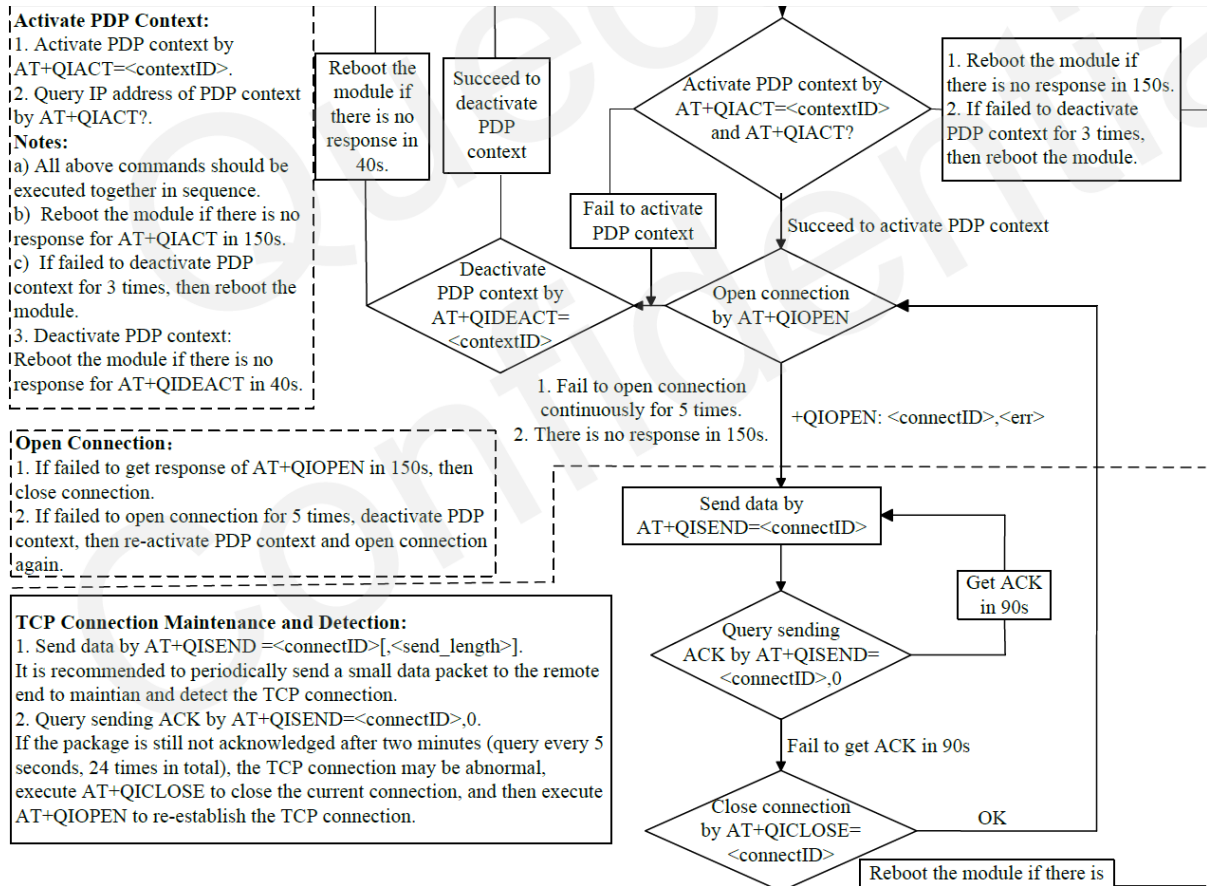 Activate PDP Context:
1. Activate PDP context by
AT+QIACT=<contextID>.
2. Query IP address of PDP context
by AT+QIACT?.
Notes:
a) All above commands should be
executed together in sequence.
b) Reboot the module if there is no
response for AT+QIACT in 150s.
c) If failed to deactivate PDP
context for 3 times, then reboot the
module.
3. Deactivate PDP context:
Reboot the module if there is no
response for AT+QIDEACT in 40s.
Reboot the
module if
there is no
response in
40s.
Succeed to
deactivate
PDP
context
Activate PDP context by
AT+QIACT=<contextID>
and AT+QIACT?
1. Reboot the module if
there is no response in 150s.
2. If failed to deactivate
PDP context for 3 times,
then reboot the module.
Fail to activate
PDP context
Succeed to activate PDP context
Deactivate
PDP context by
AT+QIDEACT=
<contextID>
Open connection
by AT+QIOPEN
1. Fail to open connection
continuously for 5 times.
2. There is no response in 150s.
+QIOPEN: <connectID>,<err>
Open Connection:
1. If failed to get response of AT+QIOPEN in 150s, then
close connection.
2. If failed to open connection for 5 times, deactivate PDP
context, then re-activate PDP context and open connection
again.
Send data by
AT+QISEND=<connectID>
Get ACK
in 90s
TCP Connection Maintenance and Detection:
1. Send data by AT+QISEND =<connectID>[,<send_length>].
It is recommended to periodically send a small data packet to the remote
end to maintian and detect the TCP connection.
2. Query sending ACK by AT+QISEND=<connectID>,0.
If the package is still not acknowledged after two minutes (query every 5
seconds, 24 times in total), the TCP connection may be abnormal,
execute AT+QICLOSE to close the current connection, and then execute
AT+QIOPEN to re-establish the TCP connection.
Query sending
ACK by AT+QISEND=
<connectID>,0
Fail to get ACK in 90s
Close connection
by AT+QICLOSE=
<connectID>
OK
Reboot the module if there is
Quec
Confidentia